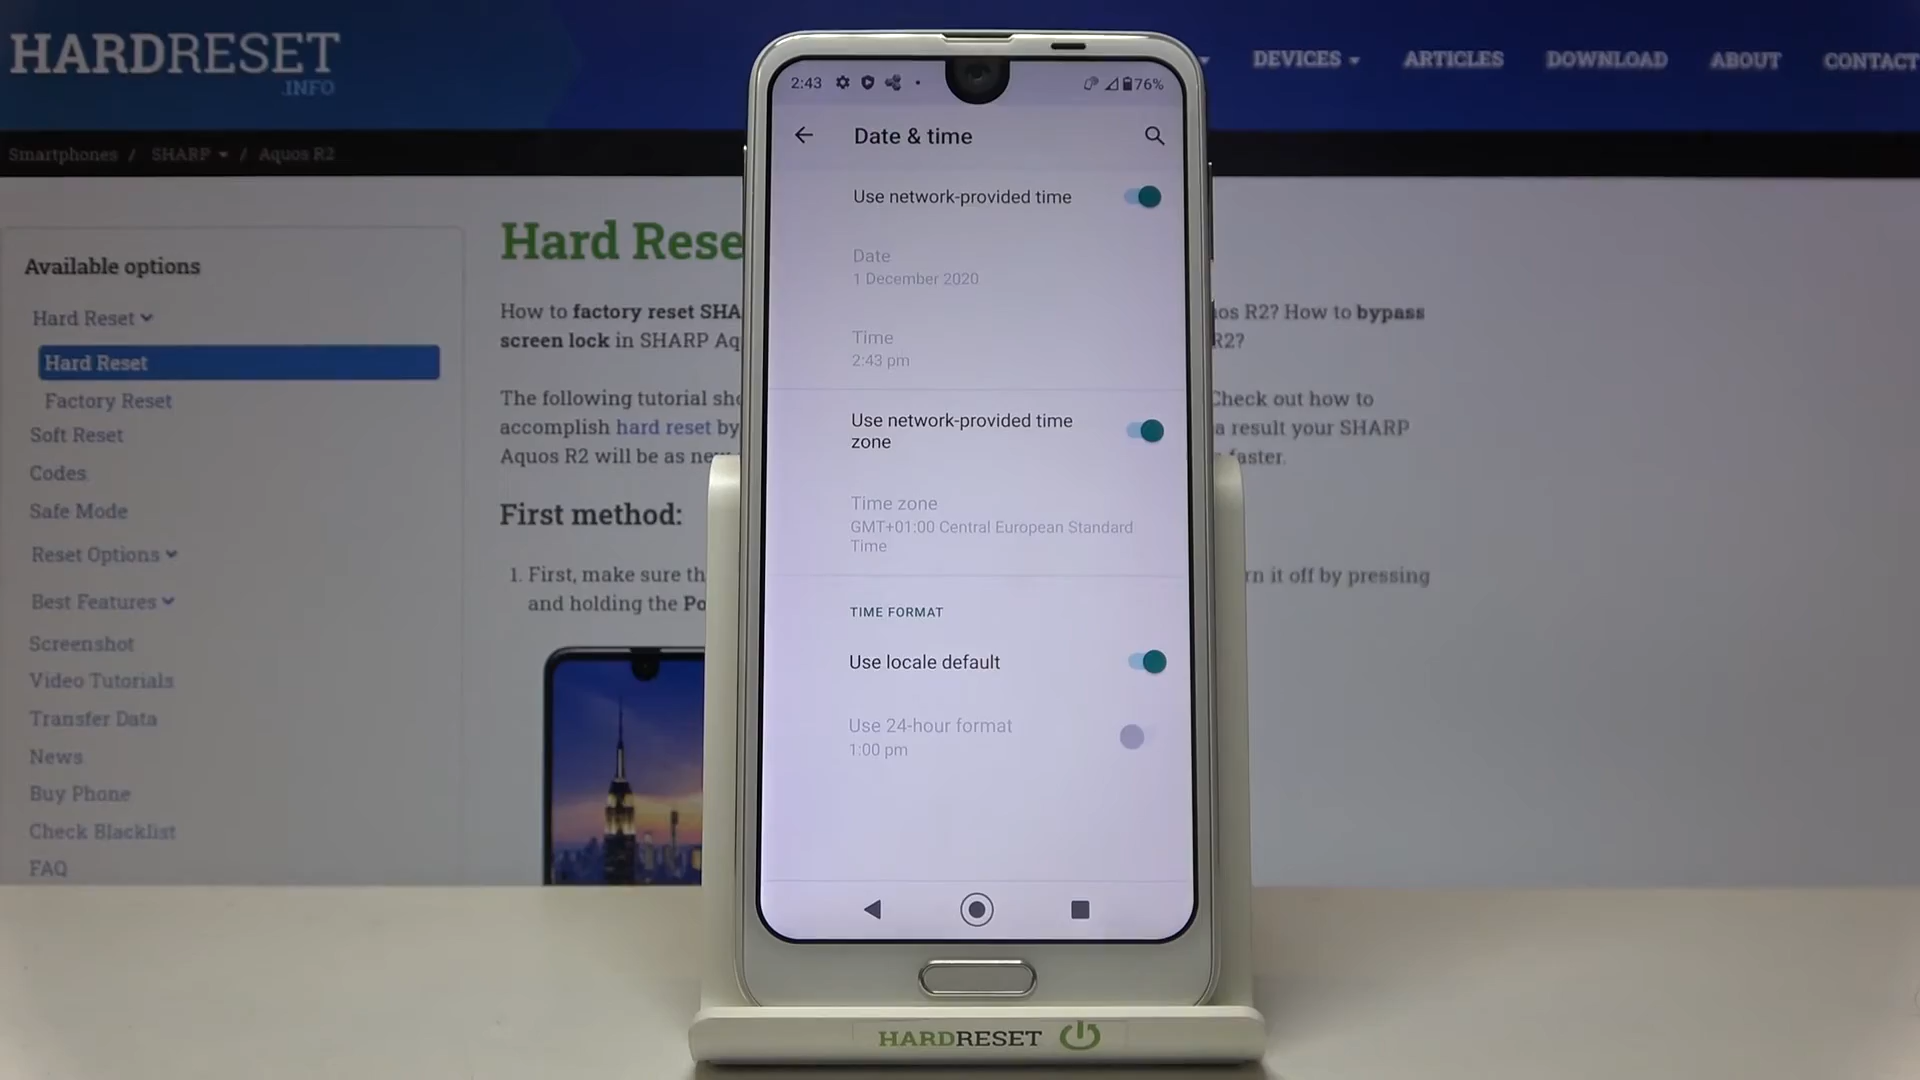 HARDRESET
.INFO
DEVICES
ARTICLES
DOWNLOAD
ABOUT
CONTACT
Smartphones / SHARP / Aquos R2
Available options
Hard Reset
Hard Reset
Factory Reset
Soft Reset
Codes
Safe Mode
Reset Options
Best Features
Screenshot
Video Tutorials
Transfer Data
News
Buy Phone
Check Blacklist
FAQ
Hard Rese
How to factory reset SHA
os R2? How to bypass
screen lock in SHARP Aq
R2?
The following tutorial sh
Check out how to
accomplish hard reset by
a result your SHARP
Aquos R2 will be as ne
faster.
First method:
1. First, make sure th
rn it off by pressing
and holding the Po
2:43
76%
Date & time
Use network-provided time
Date
1 December 2020
Time
2:43 pm
Use network-provided time
zone
Time zone
GMT+01:00 Central European Standard
Time
TIME FORMAT
Use locale default
Use 24-hour format
1:00 pm
HARDRESET